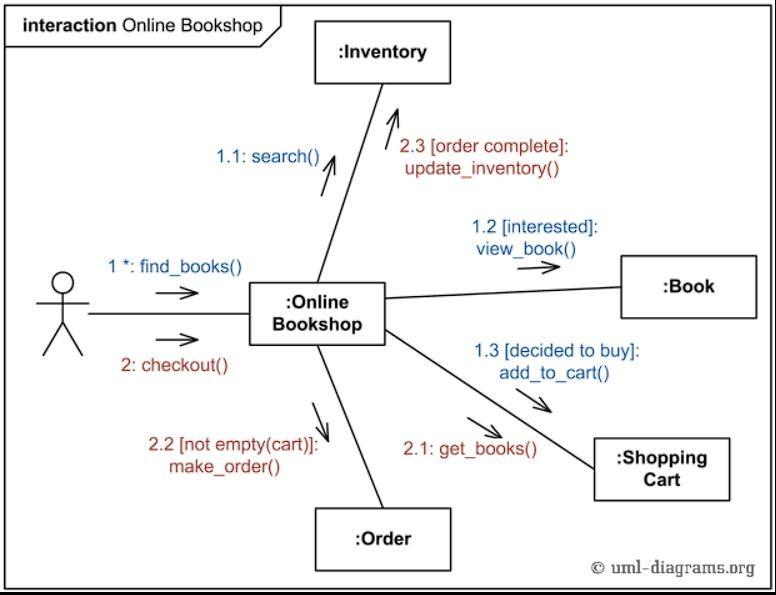 interaction Online Bookshop
:Inventory
1.1: search()
2.3 [order complete]:
update_inventory()
1.2 [interested]:
view_book()
1 *: find_books()
:Book
:Online
Bookshop
2: checkout()
1.3 [decided to buy]:
add_to_cart()
2.2 [not empty(cart)]:
make_order()
2.1: get_books()
:Shopping
Cart
:Order
© uml-diagrams.org